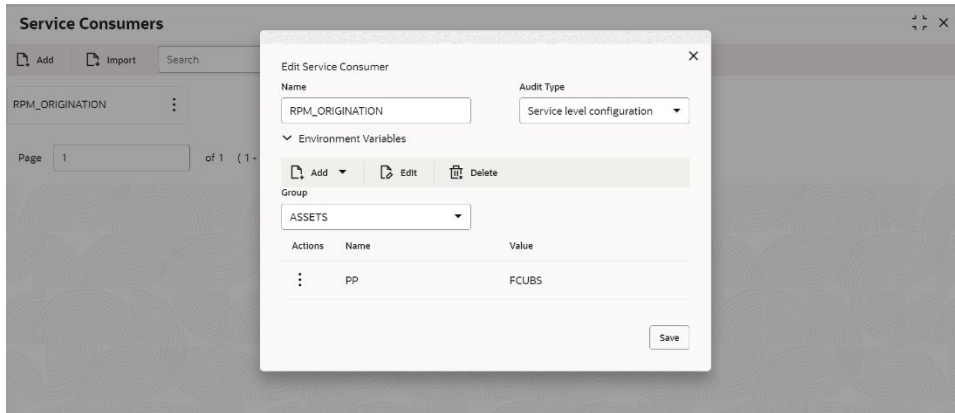 Service Consumers
Add Import Search
RPM_ORIGINATION
Page 1 of 1 ( 1 -
Edit Service Consumer
Name Audit Type
RPM_ORIGINATION Service level configuration
Environment Variables
Add Edit Delete
Group
ASSETS
Actions Name Value
PP FCUBS
Save